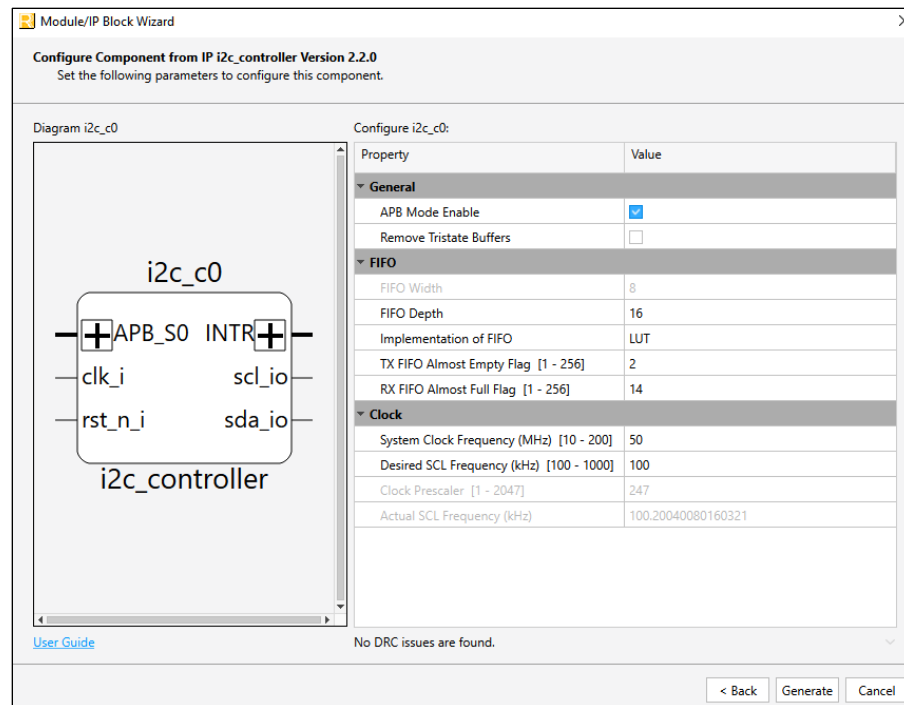 Module/IP Block Wizard
Configure Component from IP i2c_controller Version 2.2.0
Set the following parameters to configure this component.
Diagram i2c_c0
Configure i2c_c0:
i2c_c0
APB_S0 INTR
clk_i scl_io
rst_n_i sda_io
i2c_controller
Property Value
General
APB Mode Enable
Remove Tristate Buffers
FIFO
FIFO Width 8
FIFO Depth 16
Implementation of FIFO LUT
TX FIFO Almost Empty Flag [1 - 256] 2
RX FIFO Almost Full Flag [1 - 256] 14
Clock
System Clock Frequency (MHz) [10 - 200] 50
Desired SCL Frequency (kHz) [100 - 1000] 100
Clock Prescaler [1 - 2047] 247
Actual SCL Frequency (kHz) 100.20040080160321
User Guide
No DRC issues are found.
< Back Generate Cancel